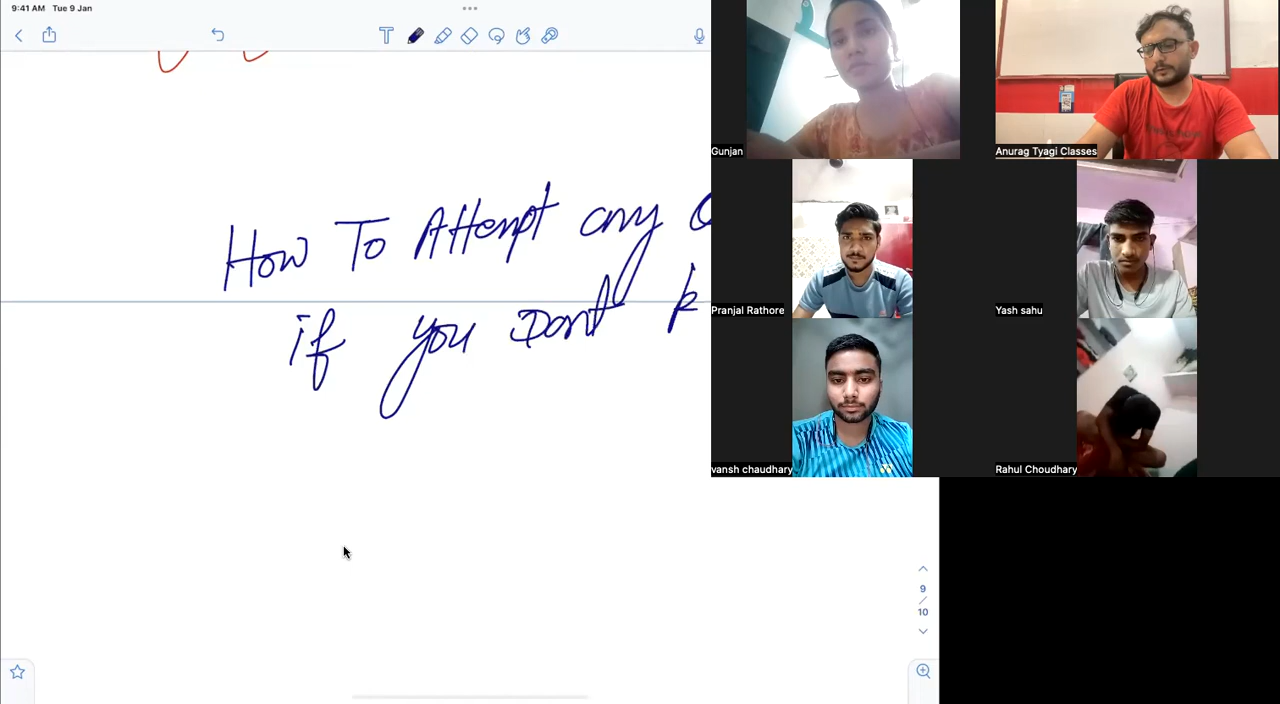 9:41 AM Tue 9 Jan
T
How To Attempt any
if you Dont
9
/
10
Gunjan
Anurag Tyagi Classes
Pranjal Rathore
Yash sahu
vansh chaudhary
Rahul Choudhary